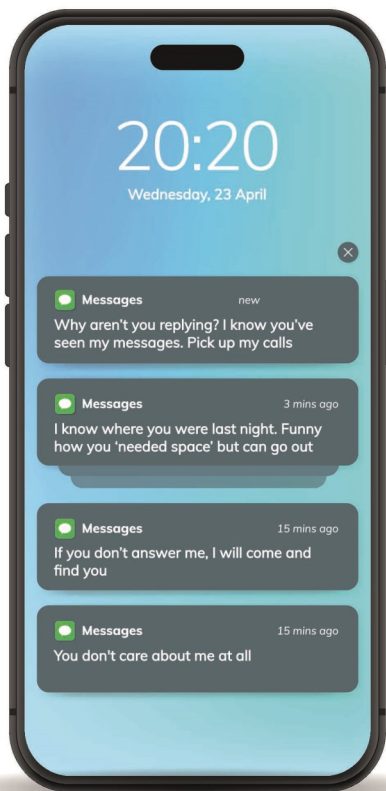 20:20
Wednesday, 23 April
Messages new
Why aren't you replying? I know you've
seen my messages. Pick up my calls
Messages 3 mins ago
I know where you were last night. Funny
how you ‘needed space’ but can go out
Messages 15 mins ago
If you don't answer me, I will come and
find you
Messages 15 mins ago
You don't care about me at all